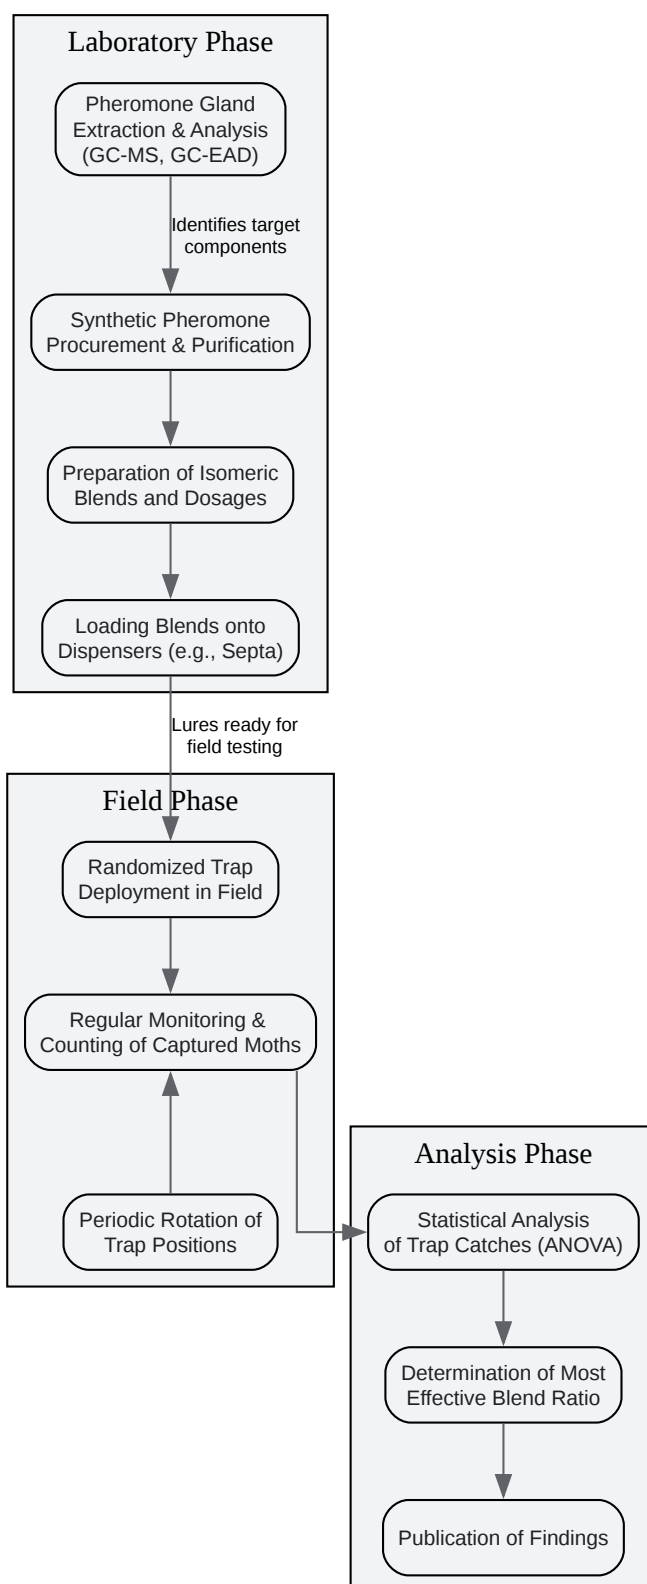 Laboratory Phase
Pheromone Gland
Extraction & Analysis
(GC-MS, GC-EAD)
Identifies target
components
Synthetic Pheromone
Procurement & Purification
Preparation of Isomeric
Blends and Dosages
Loading Blends onto
Dispensers (e.g., Septa)
Lures ready for
field testing
Field Phase
Randomized Trap
Deployment in Field
Regular Monitoring &
Counting of Captured Moths
Periodic Rotation of
Trap Positions
Analysis Phase
Statistical Analysis
of Trap Catches (ANOVA)
Determination of Most
Effective Blend Ratio
Publication of Findings